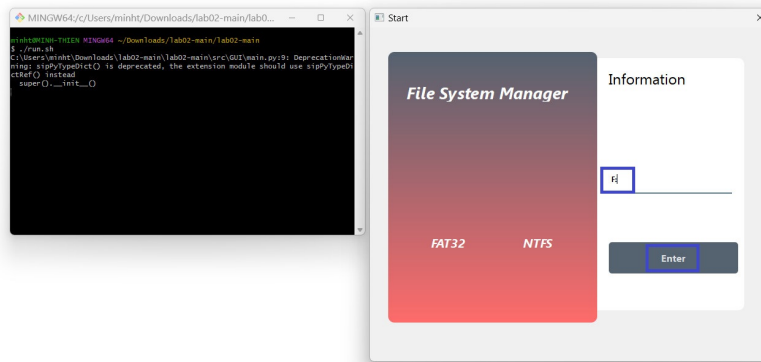 MINGW64:/c/Users/minht/Downloads/lab02-main/lab0...
minht@MINH-THIEN MINGW64 ~/Downloads/lab02-main/lab02-main
$ ./run.sh
C:\Users\minht\Downloads\lab02-main\lab02-main\src\GUI\main.py:9: DeprecationWar
ning: sipPyTypeDict() is deprecated, the extension module should use sipPyTypeDi
ctRef() instead
super().__init__()
Start
File System Manager
FAT32 NTFS
Information
F:
Enter